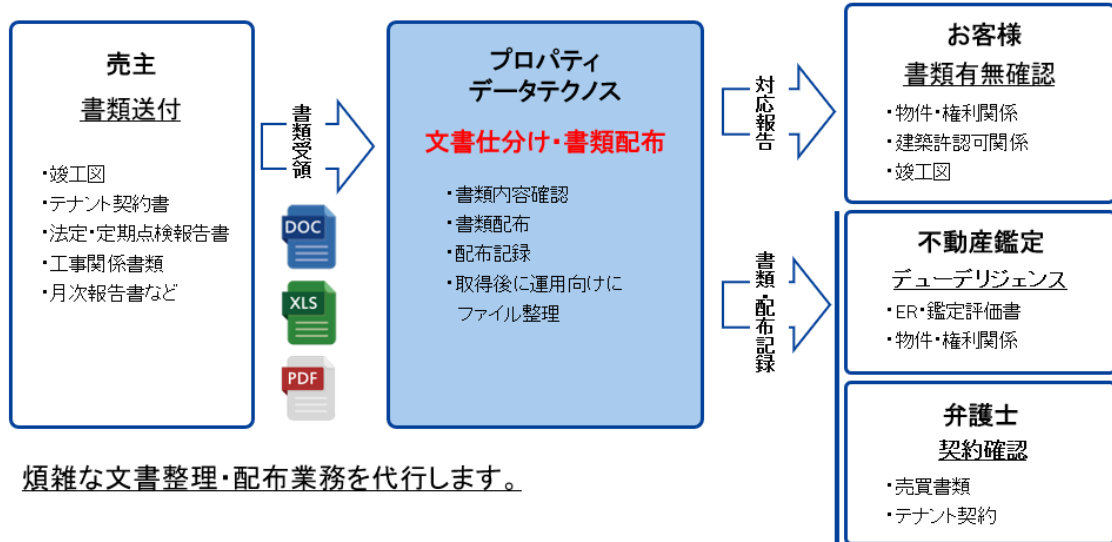 売主
書類送付
・竣工図
・テナント契約書
・法定・定期点検報告書
・工事関係書類
・月次報告書など
書類受領
DOC
XLS
PDF
プロパティ
データテクノス
文書仕分け・書類配布
・書類内容確認
・書類配布
・配布記録
・取得後に運用向けに
ファイル整理
対応報告
書類・配布記録
お客様
書類有無確認
・物件・権利関係
・建築許認可関係
・竣工図
不動産鑑定
デューデリジェンス
・ER・鑑定評価書
・物件・権利関係
弁護士
契約確認
・売買書類
・テナント契約
煩雑な文書整理・配布業務を代行します。